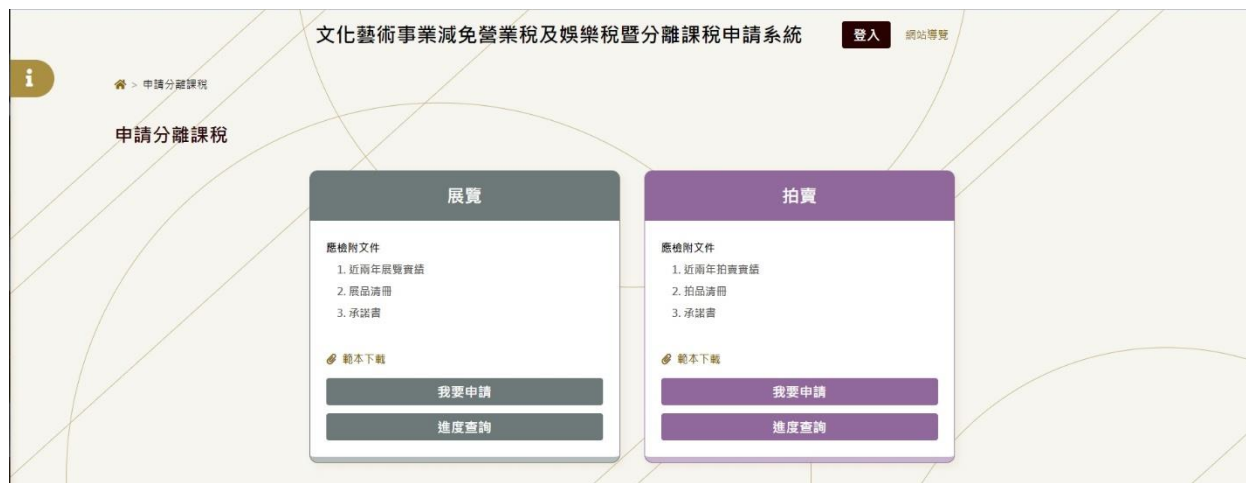 文化藝術事業減免營業稅及娛樂稅暨分離課稅申請系統
登入
網站導覽
i
> 申請分離課稅
申請分離課稅
展覽
應檢附文件
1. 近兩年展覽實績
2. 展品清冊
3. 承諾書
範本下載
我要申請
進度查詢
拍賣
應檢附文件
1. 近兩年拍賣實績
2. 拍品清冊
3. 承諾書
範本下載
我要申請
進度查詢